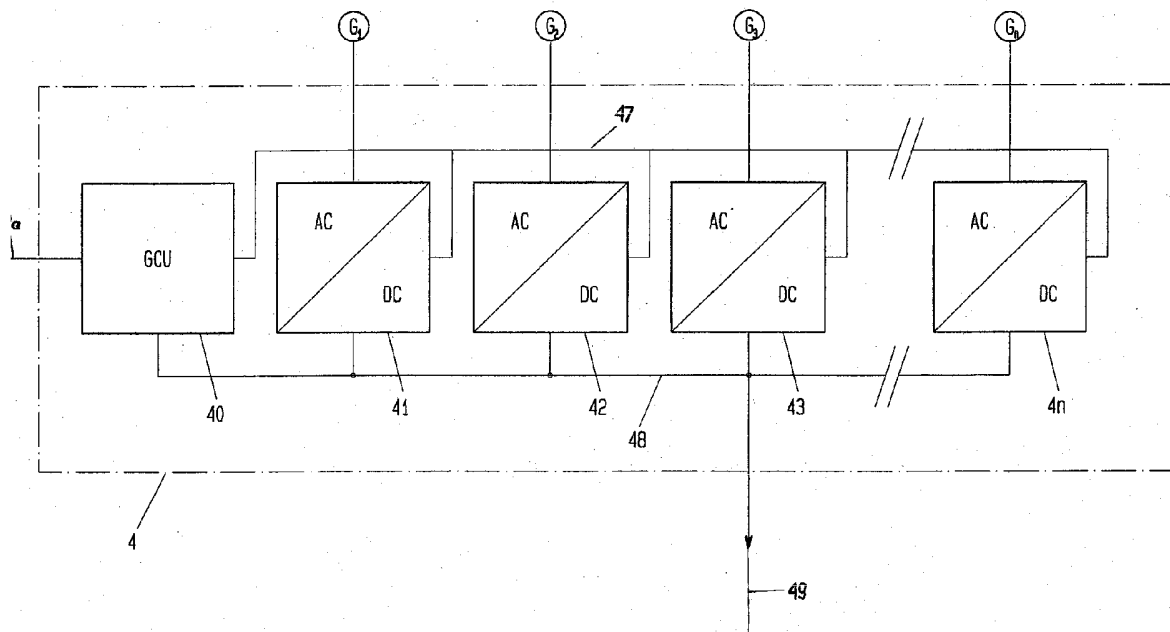 G1 G2 G3 Gn
47
a
GCU
AC AC AC AC
DC DC DC DC
40 41 42 43 4n
48
4
49